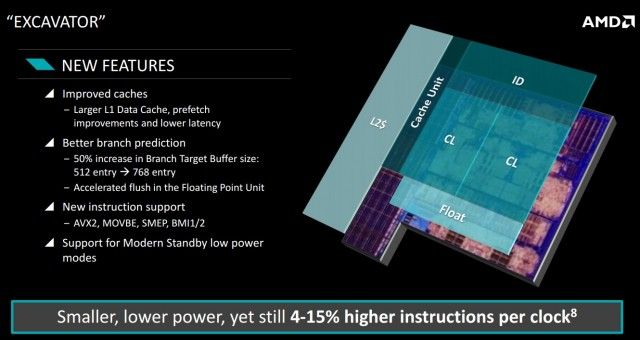 “EXCAVATOR”
AMD
NEW FEATURES
Improved caches
– Larger L1 Data Cache, prefetch
improvements and lower latency
Better branch prediction
– 50% increase in Branch Target Buffer size:
512 entry → 768 entry
– Accelerated flush in the Floating Point Unit
New instruction support
– AVX2, MOVBE, SMEP, BMI1/2
Support for Modern Standby low power
modes
L2$
Cache Unit
ID
CL
CL
Float
Smaller, lower power, yet still 4-15% higher instructions per clock⁸